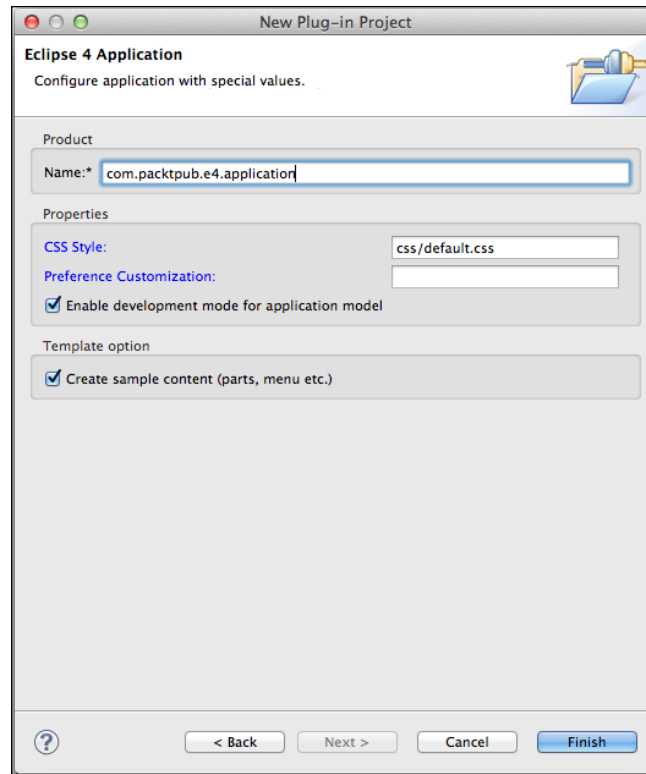 New Plug-in Project
Eclipse 4 Application
Configure application with special values.
Product
Name:* com.packtpub.e4.application
Properties
CSS Style: css/default.css
Preference Customization:
Enable development mode for application model
Template option
Create sample content (parts, menu etc.)
? < Back Next > Cancel Finish